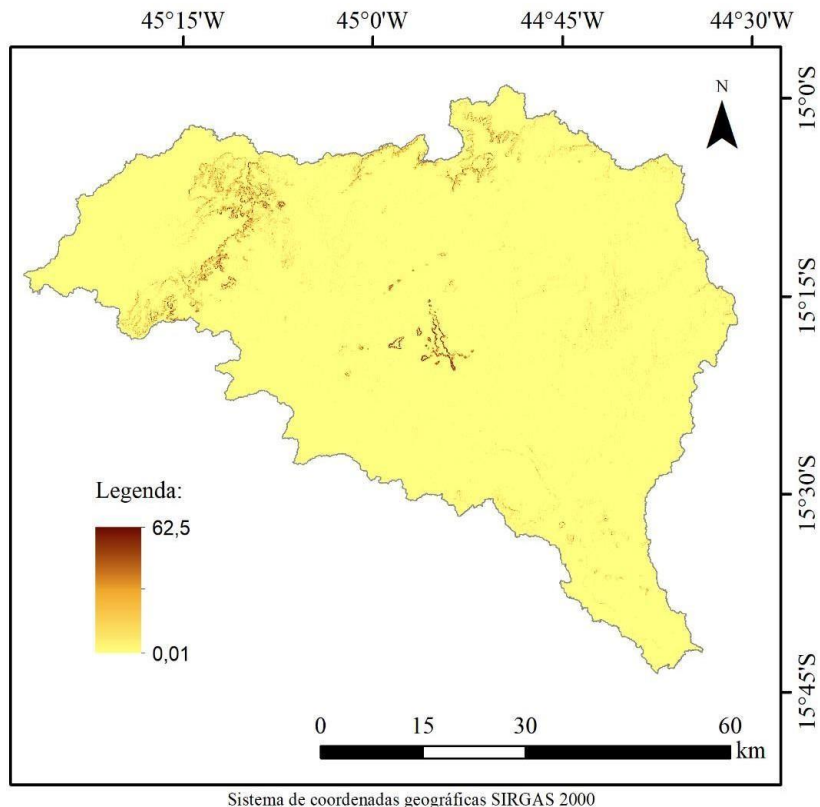 45°15'W 45°0'W 44°45'W 44°30'W
N
15°0'S
15°15'S
15°30'S
15°45'S
Legenda:
62,5
0,01
0 15 30 60
km
Sistema de coordenadas geográficas SIRGAS 2000